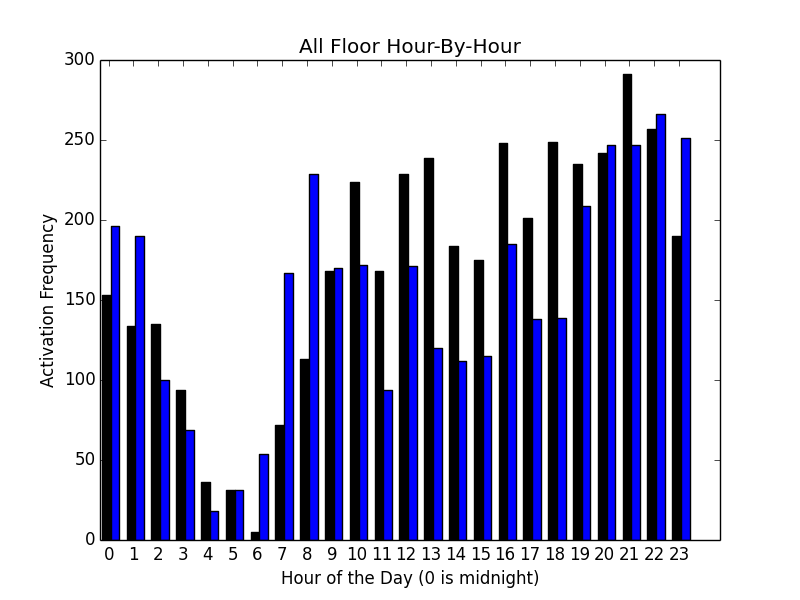 All Floor Hour-By-Hour
300
250
200
150
100
50
0
Activation Frequency
0 1 2 3 4 5 6 7 8 9 10 11 12 13 14 15 16 17 18 19 20 21 22 23
Hour of the Day (0 is midnight)